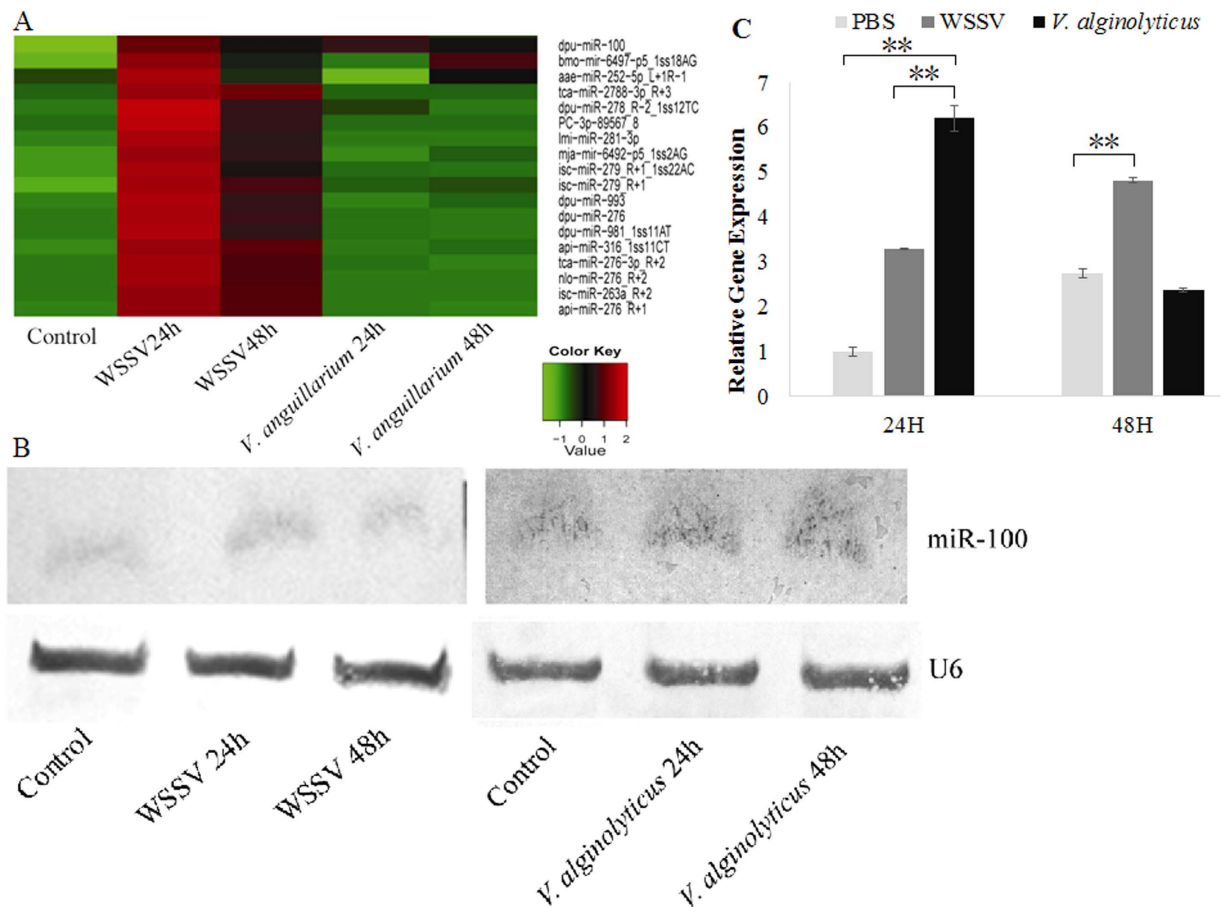 A
dpu-miR-100
bmo-mir-6497-p5_1ss18AG
aae-miR-252-5p_L+1R-1
tca-miR-2788-3p_R+3
dpu-miR-278_R-2_1ss12TC
PC-3p-89567_8
lmi-miR-281-3p
mja-mir-6492-p5_1ss2AG
isc-miR-279_R+1_1ss22AC
isc-miR-279_R+1
dpu-miR-993
dpu-miR-276
dpu-miR-981_1ss11AT
api-miR-316_1ss11CT
tca-miR-276-3p_R+2
nlo-miR-276_R+2
isc-miR-263a_R+2
api-miR-276_R+1
Control
WSSV24h
WSSV48h
V. anguillarium 24h
V. anguillarium 48h
Color Key
-1 0 1 2
Value
C
PBS WSSV V. alginolyticus
** 
**
**
Relative Gene Expression
7
6
5
4
3
2
1
0
24H 48H
B
miR-100
U6
Control
WSSV 24h
WSSV 48h
Control
V. alginolyticus 24h
V. alginolyticus 48h